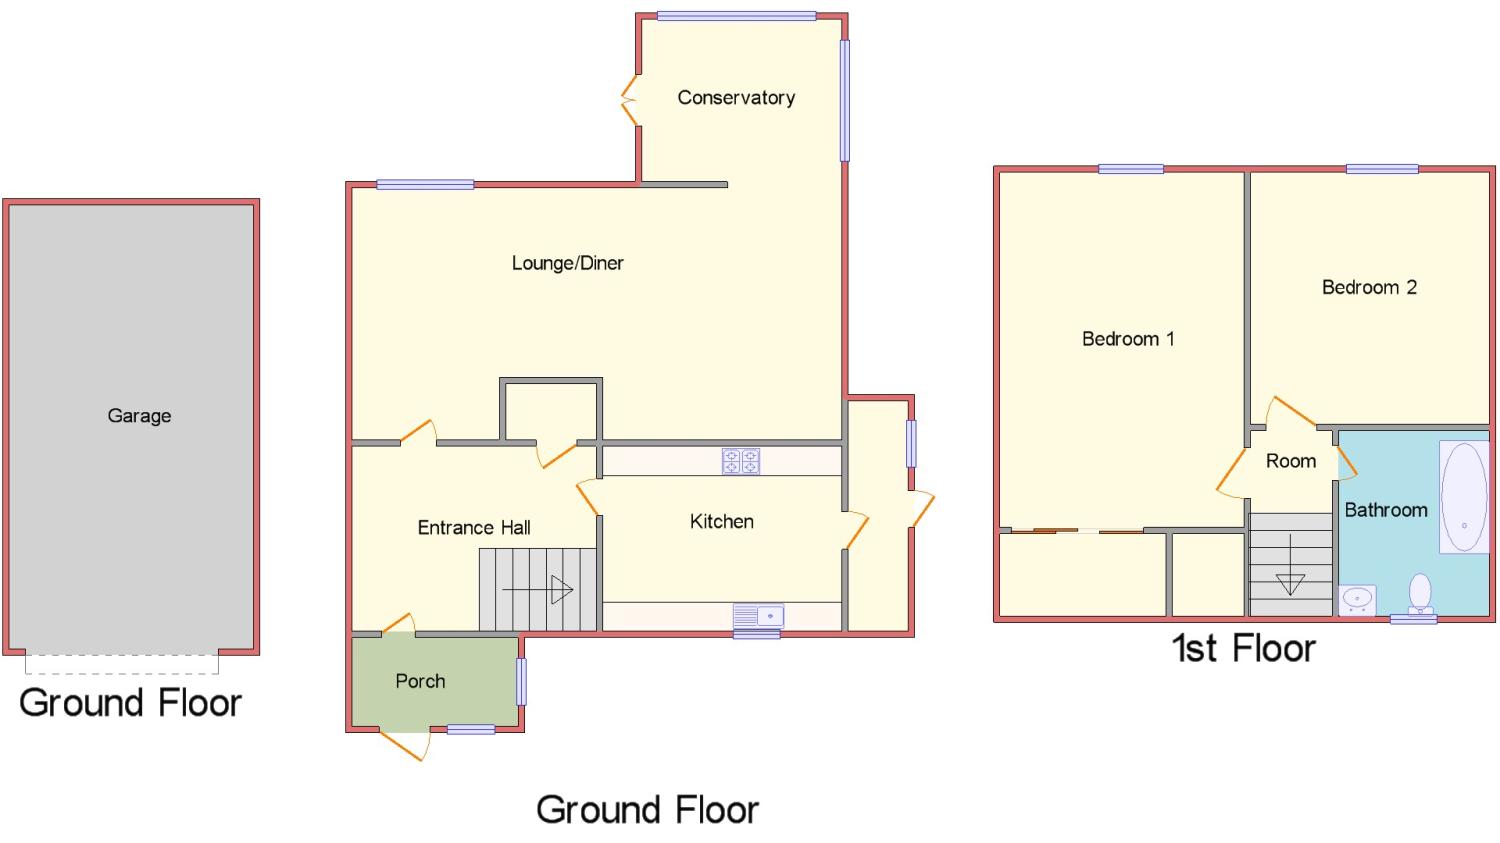 Conservatory
Lounge/Diner
Garage
Entrance Hall
Kitchen
Porch
Bedroom 1
Bedroom 2
Room
Bathroom
1st Floor
Ground Floor
Ground Floor